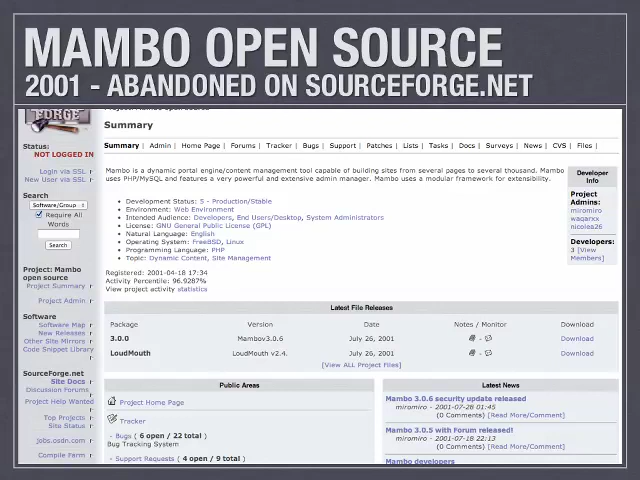 MAMBO OPEN SOURCE
2001 - ABANDONED ON SOURCEFORGE.NET
FORGE
Status:
NOT LOGGED IN
Login via SSL
New User via SSL
Search
Software/Group
Require All
Words
Search
Project: Mambo
open source
Project Summary
Project Admin
Software
Software Map
New Releases
Other Site Mirrors
Code Snippet Library
SourceForge.net
Site Docs
Discussion Forums
Project Help Wanted
Top Projects
Site Status
jobs.osdn.com
Compile Farm
Summary
Summary | Admin | Home Page | Forums | Tracker | Bugs | Support | Patches | Lists | Tasks | Docs | Surveys | News | CVS | Files |
Mambo is a dynamic portal engine/content management tool capable of building sites from several pages to several thousand. Mambo
uses PHP/MySQL and features a very powerful and extensive admin manager. Mambo uses a modular framework for extensibility.
Development Status: 5 - Production/Stable
Environment: Web Environment
Intended Audience: Developers, End Users/Desktop, System Administrators
License: GNU General Public License (GPL)
Natural Language: English
Operating System: FreeBSD, Linux
Programming Language: PHP
Topic: Dynamic Content, Site Management
Registered: 2001-04-18 17:34
Activity Percentile: 96.9287%
View project activity statistics
Developer
Info
Project
Admins:
miromiro
waqarxx
nicolea26
Developers:
3 [View
Members]
Latest File Releases
Package Version Date Notes / Monitor Download
3.0.0 Mambov3.0.6 July 26, 2001 - Download
LoudMouth LoudMouth v2.4. July 26, 2001 - Download
[View ALL Project Files]
Public Areas
Project Home Page
Tracker
- Bugs ( 6 open / 22 total )
Bug Tracking System
- Support Requests ( 4 open / 9 total )
Latest News
Mambo 3.0.6 security update released
miromiro - 2001-07-28 01:45
(0 Comments) [Read More/Comment]
Mambo 3.0.5 with Forum released!
miromiro - 2001-07-18 22:13
(0 Comments) [Read More/Comment]
Mambo developers